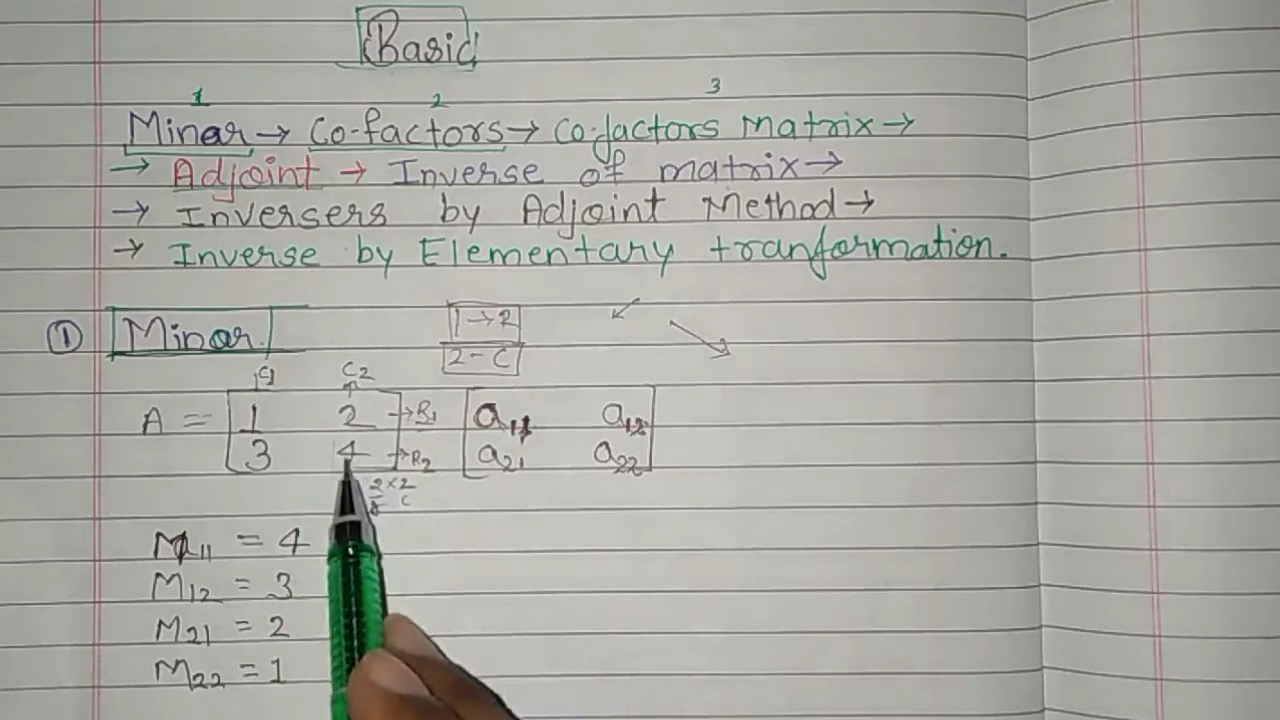 Basic
1 2 3
Minar → Co-factors → Co-factors Matrix →
→ Adjoint → Inverse of matrix →
→ Inversers by Adjoint Method →
→ Inverse by Elementary tranformation.
① Minar
1 → R
2 - C
C1 C2
A = 1 2 → R1 a11 a12
3 4 → R2 a21 a22
2×2
C
M11 = 4
M12 = 3
M21 = 2
M22 = 1